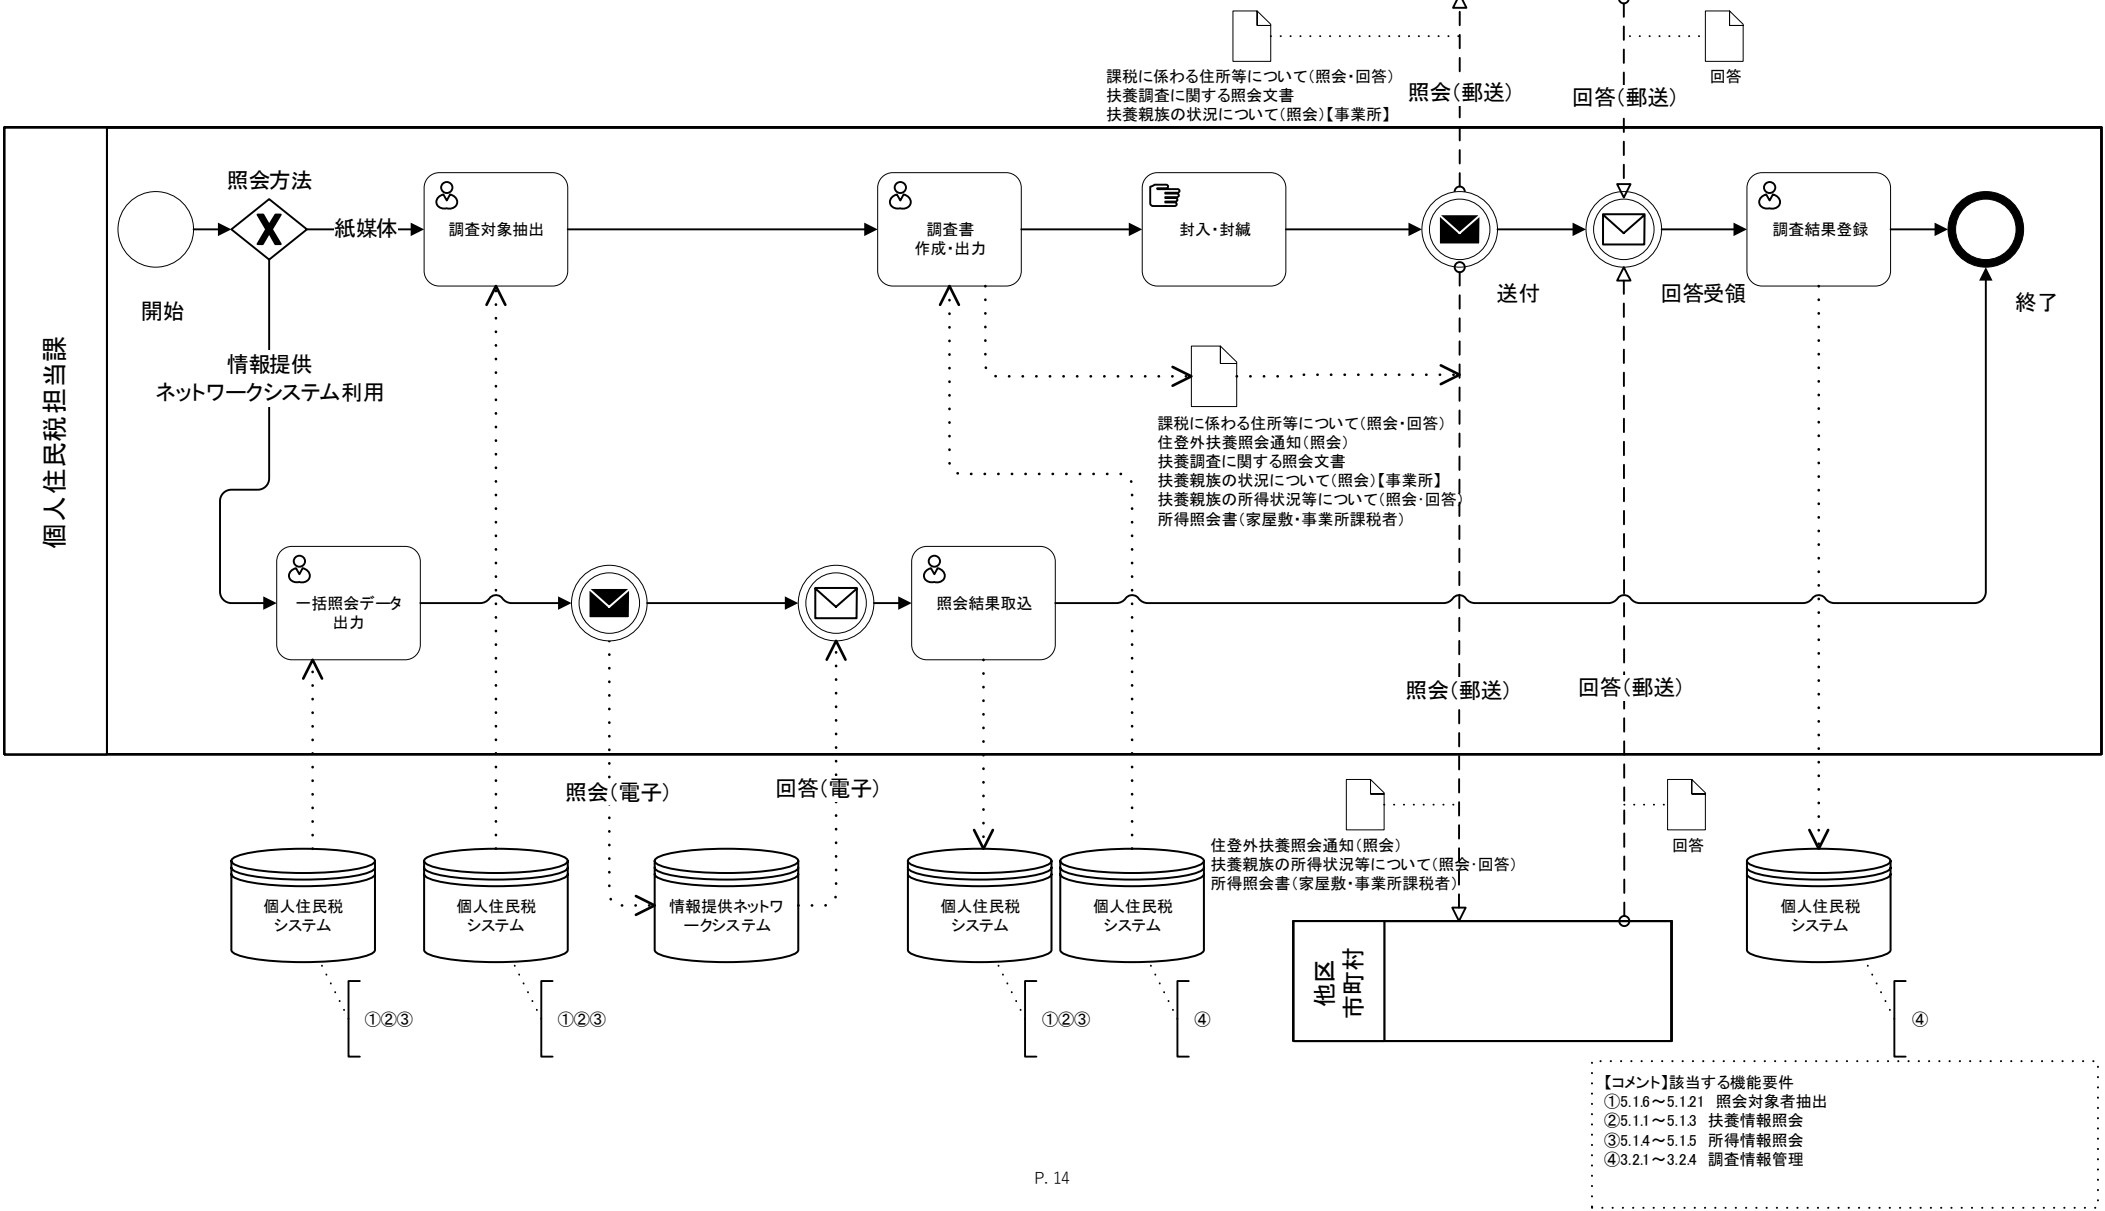 課税に係わる住所等について(照会・回答)
扶養調査に関する照会文書
扶養親族の状況について(照会)【事業所】
照会(郵送)
回答(郵送)
回答
個人住民税担当課
開始
照会方法
紙媒体
情報提供
ネットワークシステム利用
調査対象抽出
調査書
作成・出力
封入・封緘
送付
回答受領
調査結果登録
終了
課税に係わる住所等について(照会・回答)
住登外扶養照会通知(照会)
扶養調査に関する照会文書
扶養親族の状況について(照会)【事業所】
扶養親族の所得状況等について(照会・回答)
所得照会書(家屋敷・事業所課税者)
一括照会データ
出力
照会結果取込
照会(郵送)
回答(郵送)
照会(電子)
回答(電子)
住登外扶養照会通知(照会)
扶養親族の所得状況等について(照会・回答)
所得照会書(家屋敷・事業所課税者)
回答
個人住民税
システム
個人住民税
システム
情報提供ネットワ
ークシステム
個人住民税
システム
個人住民税
システム
個人住民税
システム
他区
市町村
①②③
①②③
①②③
④
④
【コメント】該当する機能要件
①5.1.6～5.1.21 照会対象者抽出
②5.1.1～5.1.3 扶養情報照会
③5.1.4～5.1.5 所得情報照会
④3.2.1～3.2.4 調査情報管理
P. 14